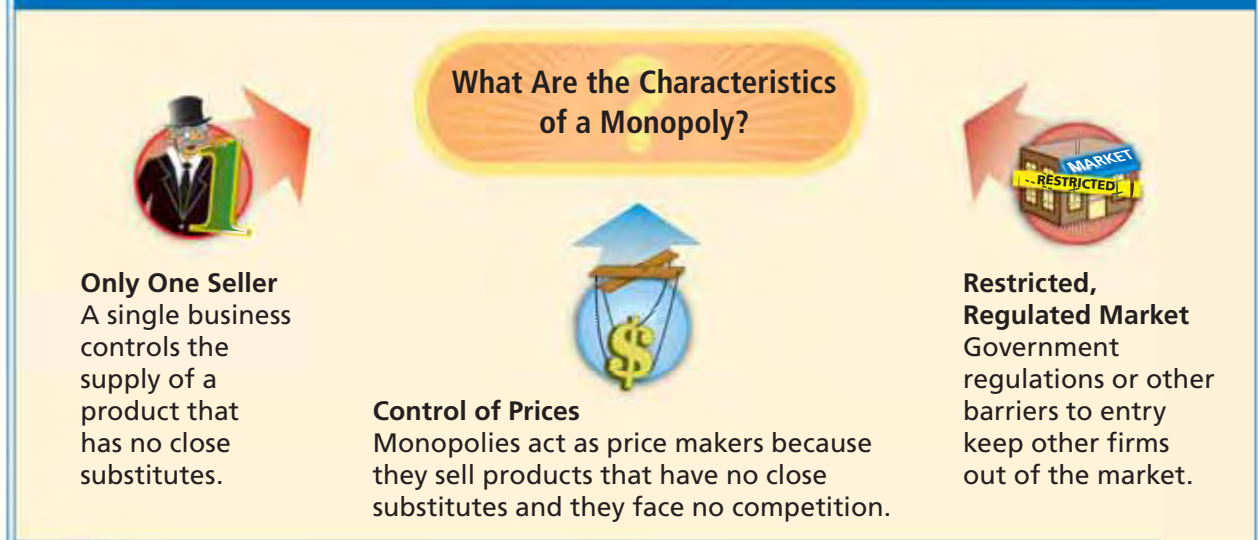 What Are the Characteristics
of a Monopoly?
1
MARKET
RESTRICTED
$
Only One Seller
A single business
controls the
supply of a
product that
has no close
substitutes.
Control of Prices
Monopolies act as price makers because
they sell products that have no close
substitutes and they face no competition.
Restricted,
Regulated Market
Government
regulations or other
barriers to entry
keep other firms
out of the market.